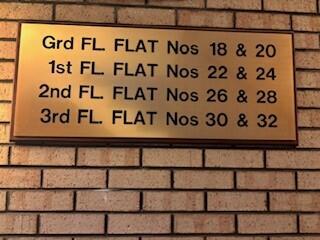 Grd FL. FLAT Nos 18 & 20
1st FL. FLAT Nos 22 & 24
2nd FL. FLAT Nos 26 & 28
3rd FL. FLAT Nos 30 & 32